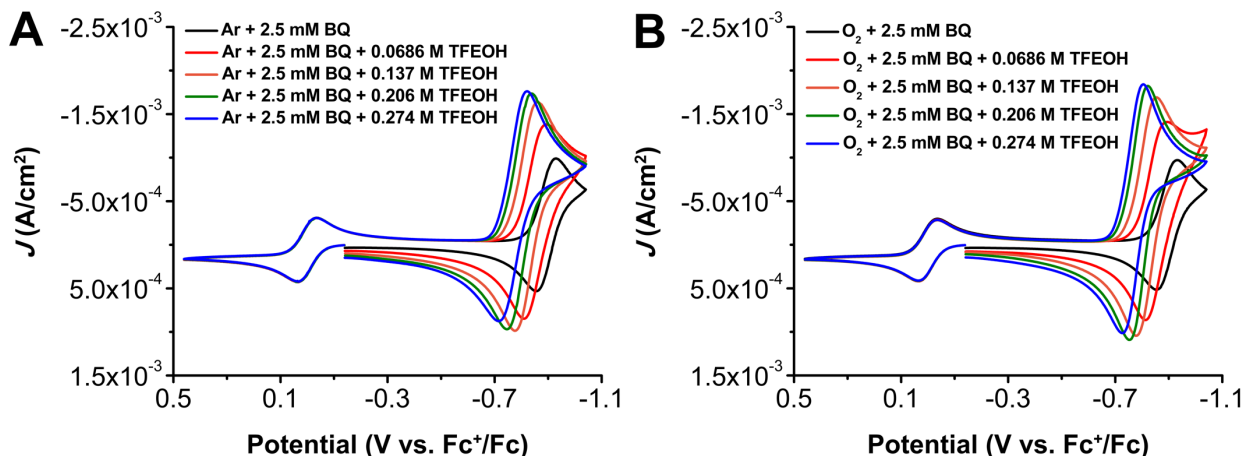 A
-2.5x10⁻³
-1.5x10⁻³
-5.0x10⁻⁴
5.0x10⁻⁴
1.5x10⁻³
J (A/cm²)
Ar + 2.5 mM BQ
Ar + 2.5 mM BQ + 0.0686 M TFEOH
Ar + 2.5 mM BQ + 0.137 M TFEOH
Ar + 2.5 mM BQ + 0.206 M TFEOH
Ar + 2.5 mM BQ + 0.274 M TFEOH
0.5 0.1 -0.3 -0.7 -1.1
Potential (V vs. Fc⁺/Fc)
B
-2.5x10⁻³
-1.5x10⁻³
-5.0x10⁻⁴
5.0x10⁻⁴
1.5x10⁻³
J (A/cm²)
O₂ + 2.5 mM BQ
O₂ + 2.5 mM BQ + 0.0686 M TFEOH
O₂ + 2.5 mM BQ + 0.137 M TFEOH
O₂ + 2.5 mM BQ + 0.206 M TFEOH
O₂ + 2.5 mM BQ + 0.274 M TFEOH
0.5 0.1 -0.3 -0.7 -1.1
Potential (V vs. Fc⁺/Fc)